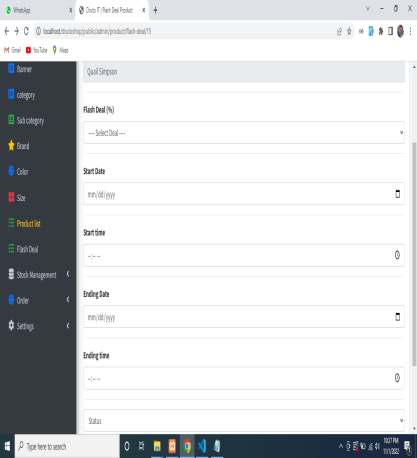 WhatsApp
Druto IT | Flash Deal Product
localhost/drutoshop/public/admin/product/flash-deal/15
Gmail
YouTube
Maps
Banner
category
Sub category
Brand
Color
Size
Product list
Flash Deal
Stock Management
Order
Settings
Quail Simpson
Flash Deal (%)
---- Select Deal ----
Start Date
mm/dd/yyyy
Start time
--:-- --
Ending Date
mm/dd/yyyy
Ending time
--:-- --
Status
Type here to search
10:27 PM
11/1/2022